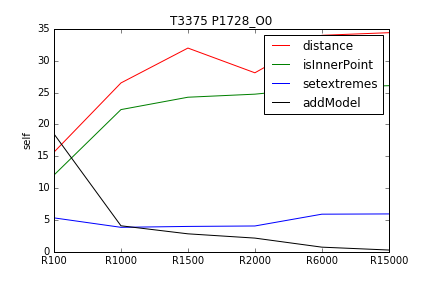 T3375 P1728_O0
35
30
25
20
15
10
5
0
self
distance
isInnerPoint
setextremes
addModel
R100
R1000
R1500
R2000
R6000
R15000